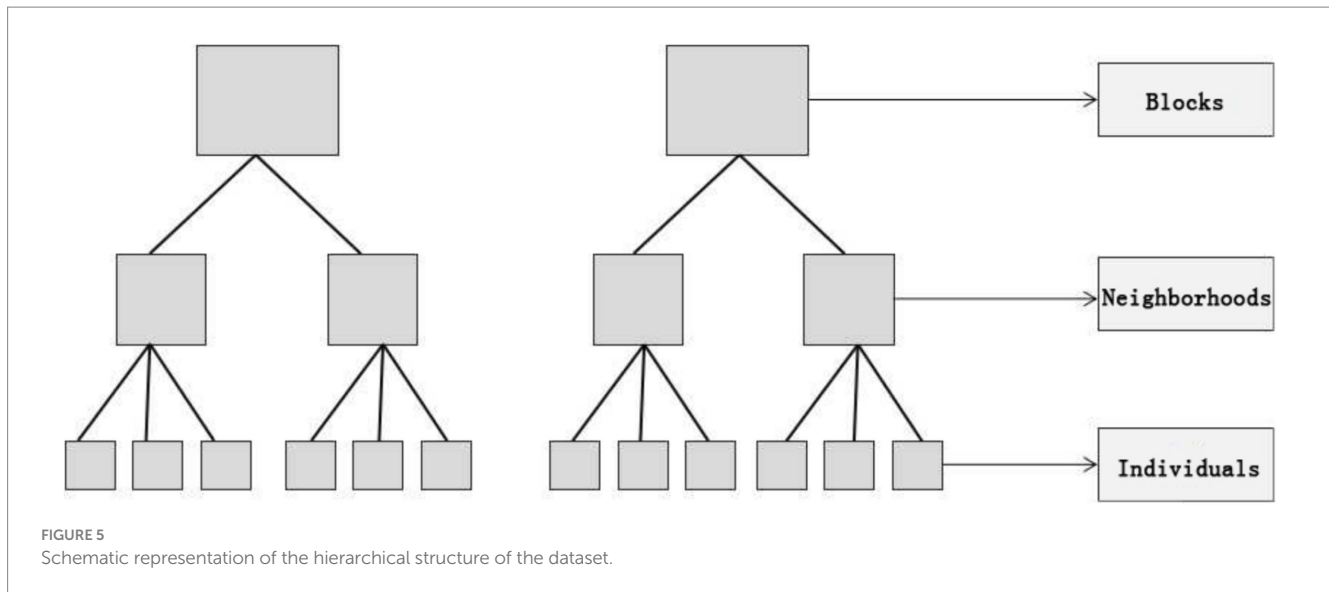 Blocks
Neighborhoods
Individuals
FIGURE 5
Schematic representation of the hierarchical structure of the dataset.